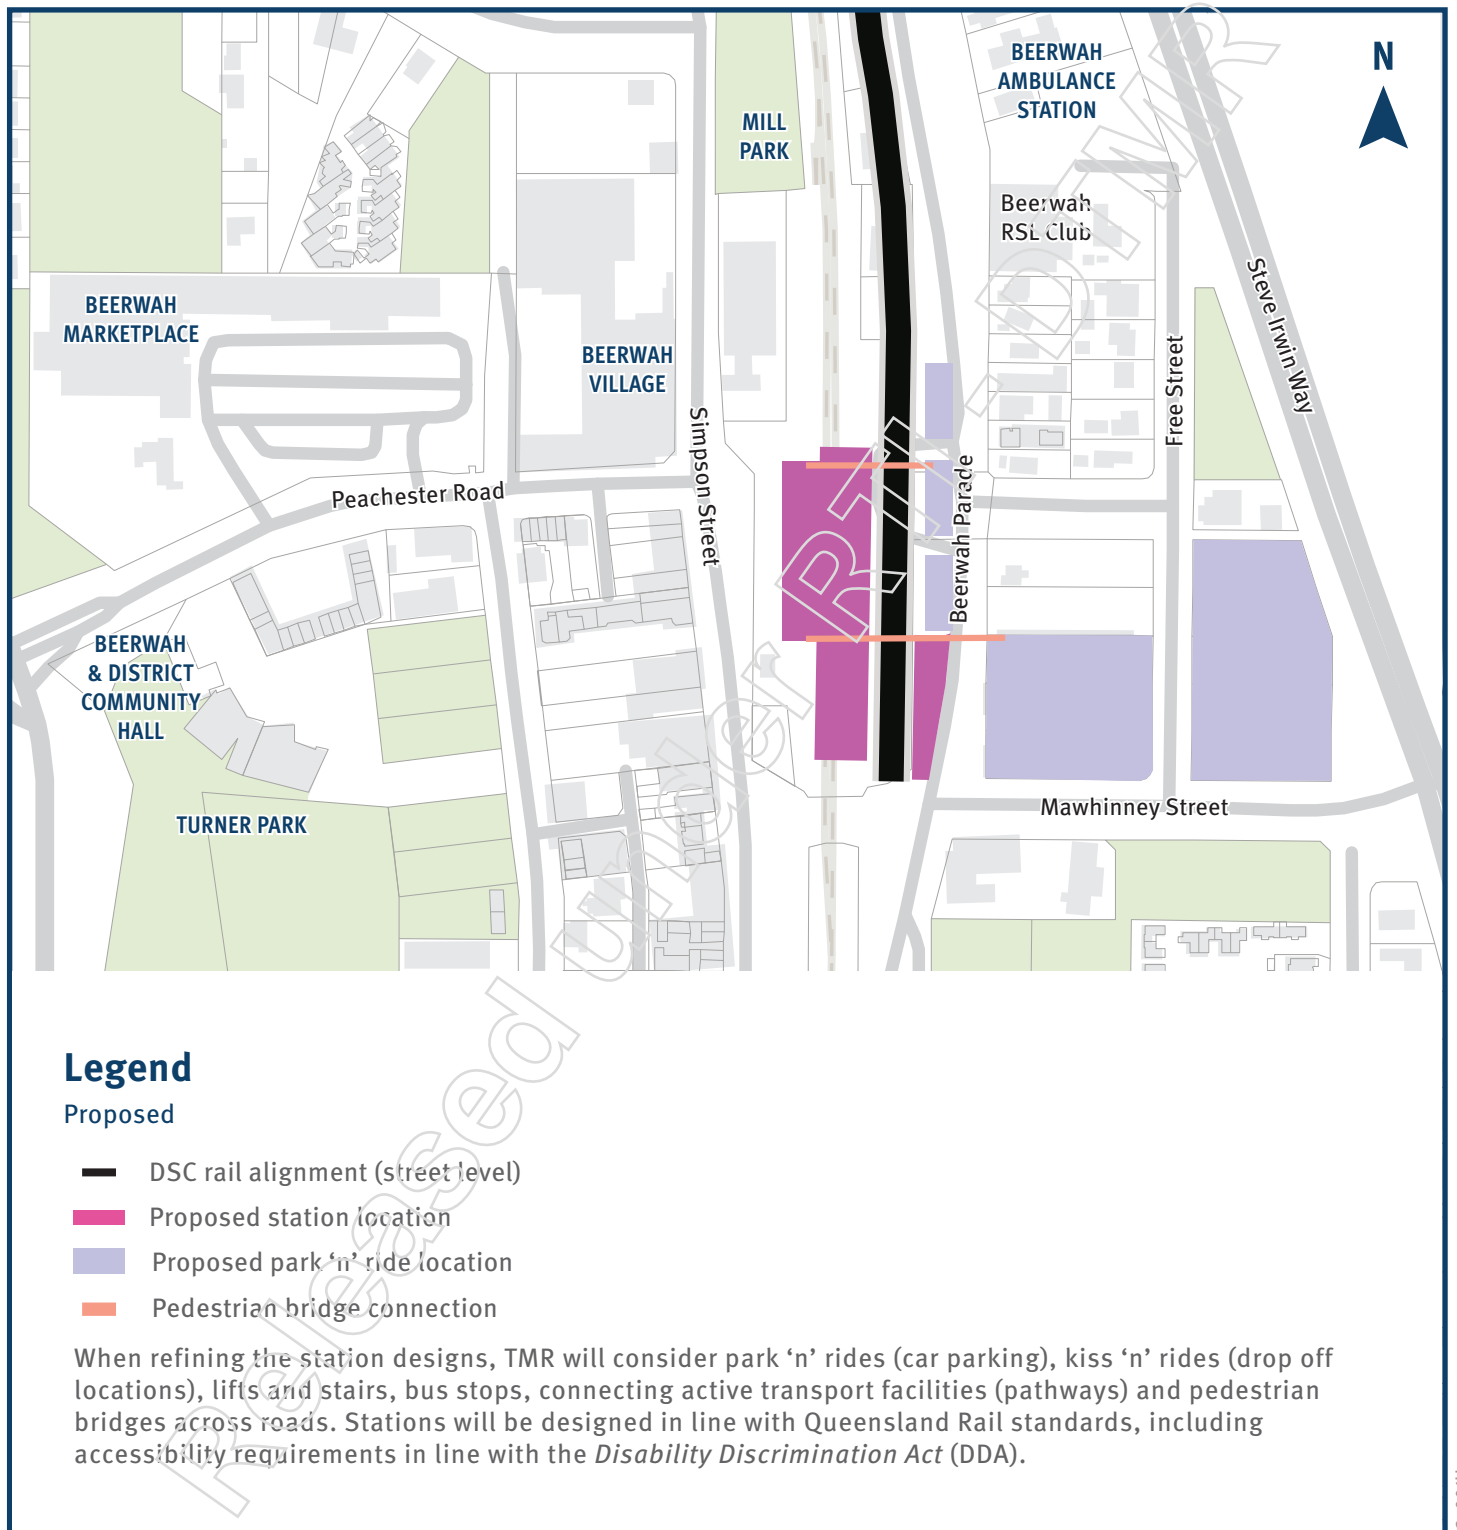 N
BEERWAH
AMBULANCE
STATION
MILL
PARK
Beerwah
RSL Club
BEERWAH
MARKETPLACE
BEERWAH
VILLAGE
Steve Irwin Way
Free Street
Simpson Street
Peachester Road
Beerwah Parade
BEERWAH
& DISTRICT
COMMUNITY
HALL
TURNER PARK
Mawhinney Street
Released under RTI - DTMR
Legend
Proposed
DSC rail alignment (street level)
Proposed station location
Proposed park ‘n’ ride location
Pedestrian bridge connection
When refining the station designs, TMR will consider park ‘n’ rides (car parking), kiss ‘n’ rides (drop off
locations), lifts and stairs, bus stops, connecting active transport facilities (pathways) and pedestrian
bridges across roads. Stations will be designed in line with Queensland Rail standards, including
accessibility requirements in line with the Disability Discrimination Act (DDA).